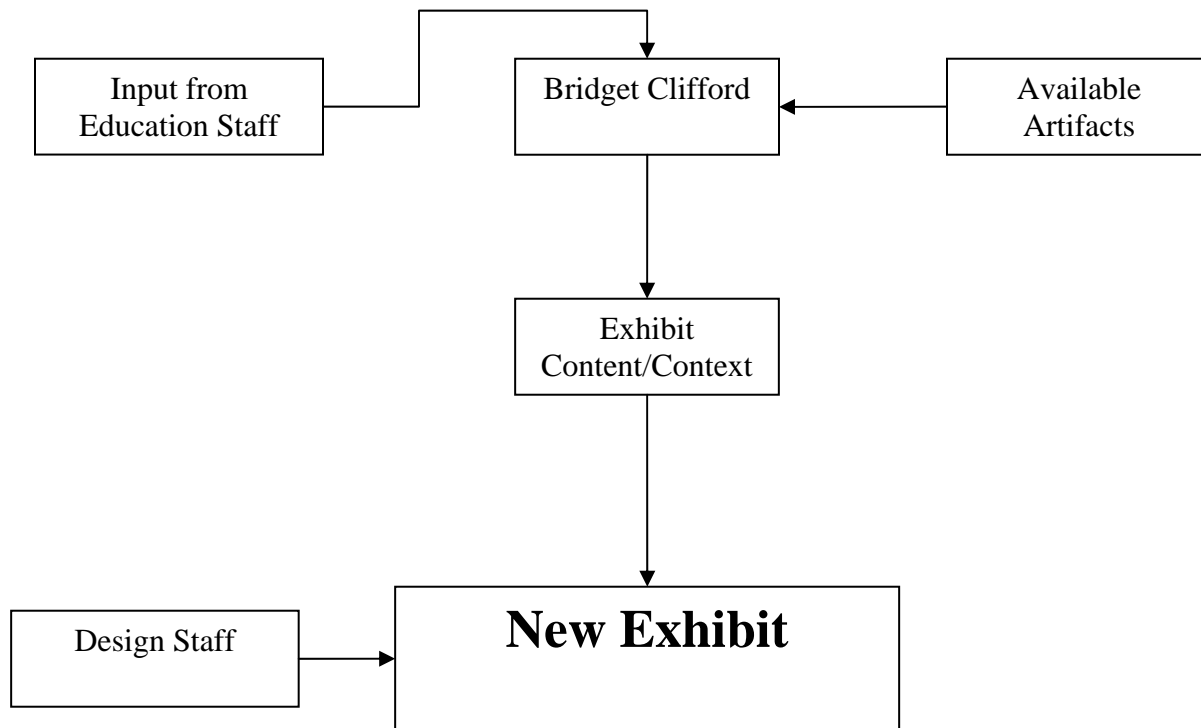 Input from
Education Staff
Bridget Clifford
Available
Artifacts
Exhibit
Content/Context
New Exhibit
Design Staff